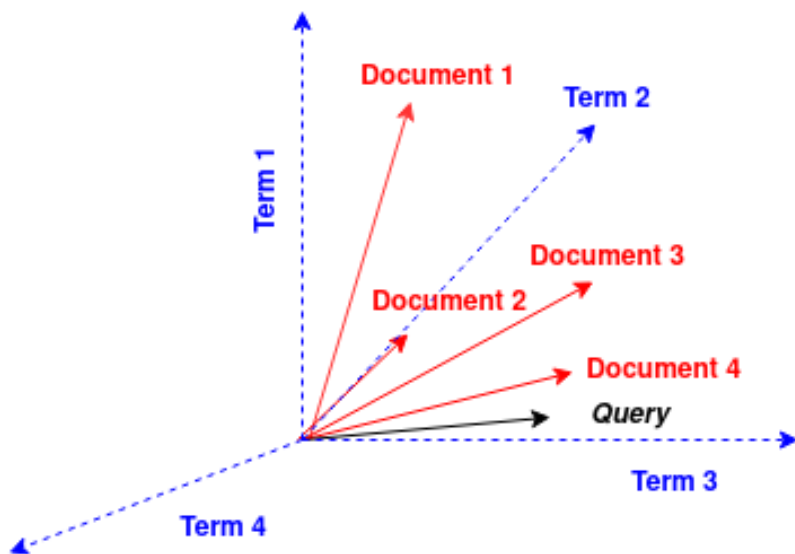 Document 1
Term 2
Term 1
Document 3
Document 2
Document 4
Query
Term 3
Term 4